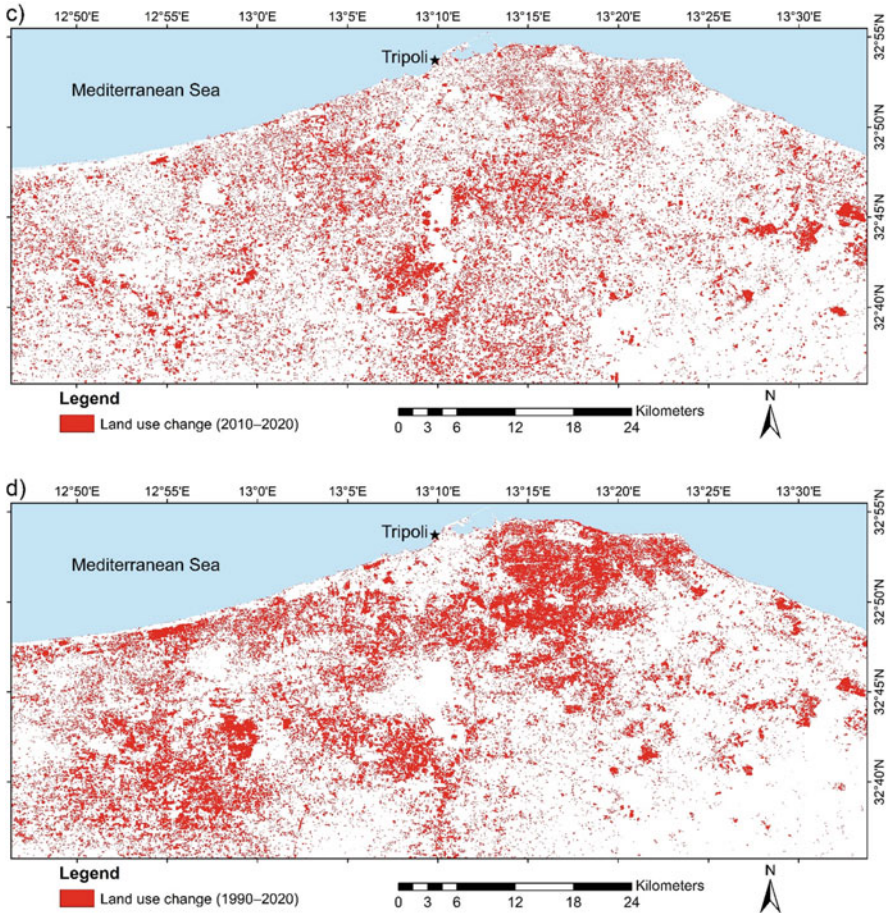 c)
12°50'E 12°55'E 13°0'E 13°5'E 13°10'E 13°15'E 13°20'E 13°25'E 13°30'E
32°55'N
Tripoli
Mediterranean Sea
32°50'N
32°45'N
32°40'N
Legend
Land use change (2010–2020)
Kilometers
0 3 6 12 18 24
N
d)
12°50'E 12°55'E 13°0'E 13°5'E 13°10'E 13°15'E 13°20'E 13°25'E 13°30'E
32°55'N
Tripoli
Mediterranean Sea
32°50'N
32°45'N
32°40'N
Legend
Land use change (1990–2020)
Kilometers
0 3 6 12 18 24
N